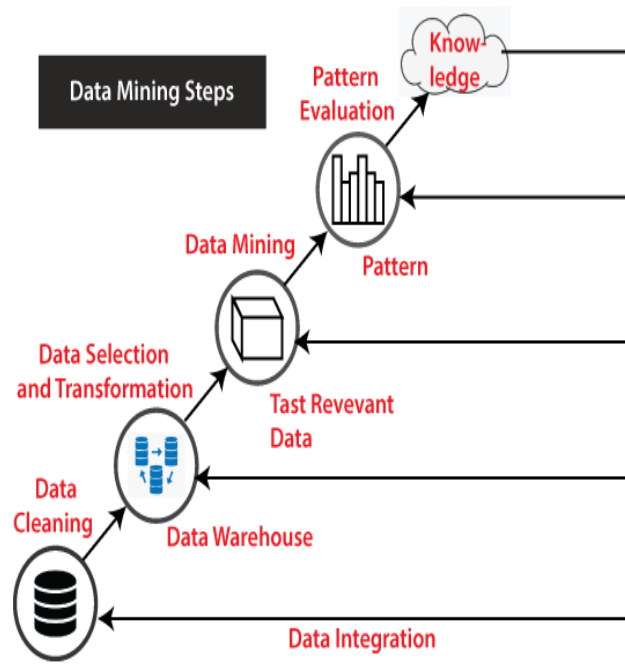 Know-
ledge
Data Mining Steps
Pattern
Evaluation
Data Mining
Pattern
Data Selection
and Transformation
Tast Revevant
Data
Data
Cleaning
Data Warehouse
Data Integration